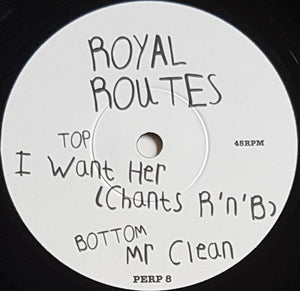 ROYAL
ROUTES
TOP
45RPM
I Want Her
(Chants R'n'B)
BOTTOM
Mr Clean
PERP 8